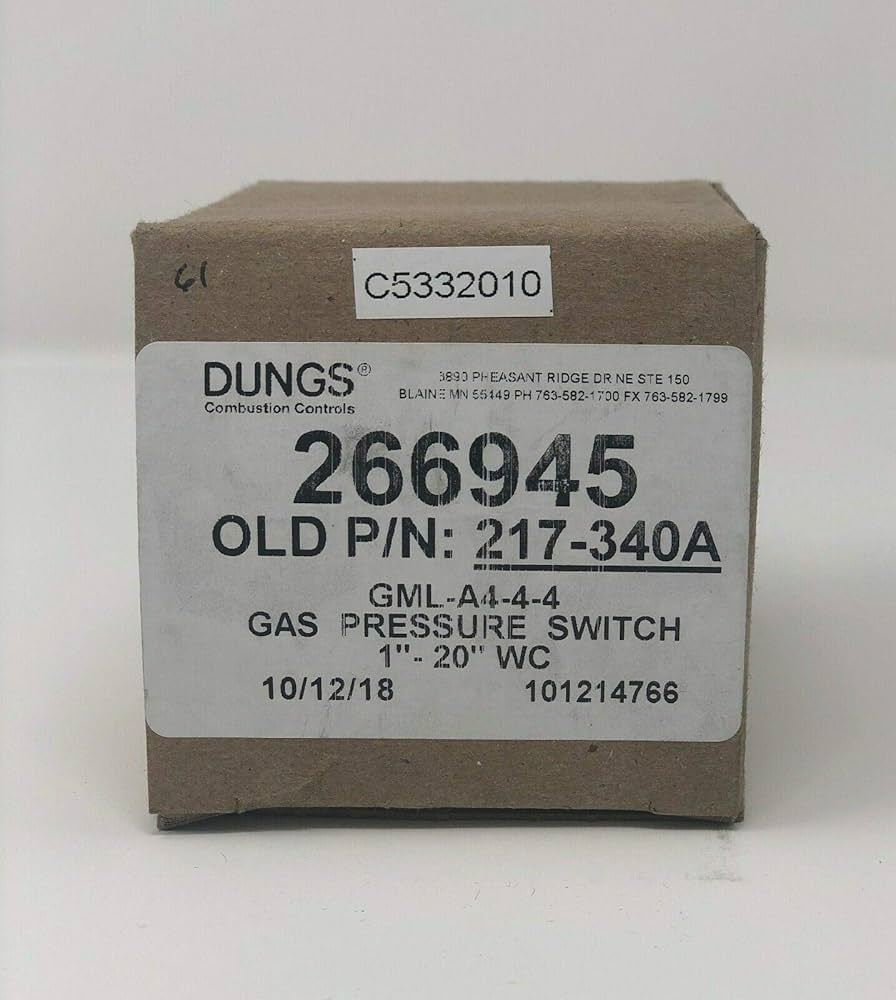 61
C5332010
DUNGS®
Combustion Controls
3890 PHEASANT RIDGE DR NE STE 150
BLAINE MN 55449 PH 763-582-1700 FX 763-582-1799
266945
OLD P/N: 217-340A
GML-A4-4-4
GAS PRESSURE SWITCH
1"- 20" WC
10/12/18 101214766